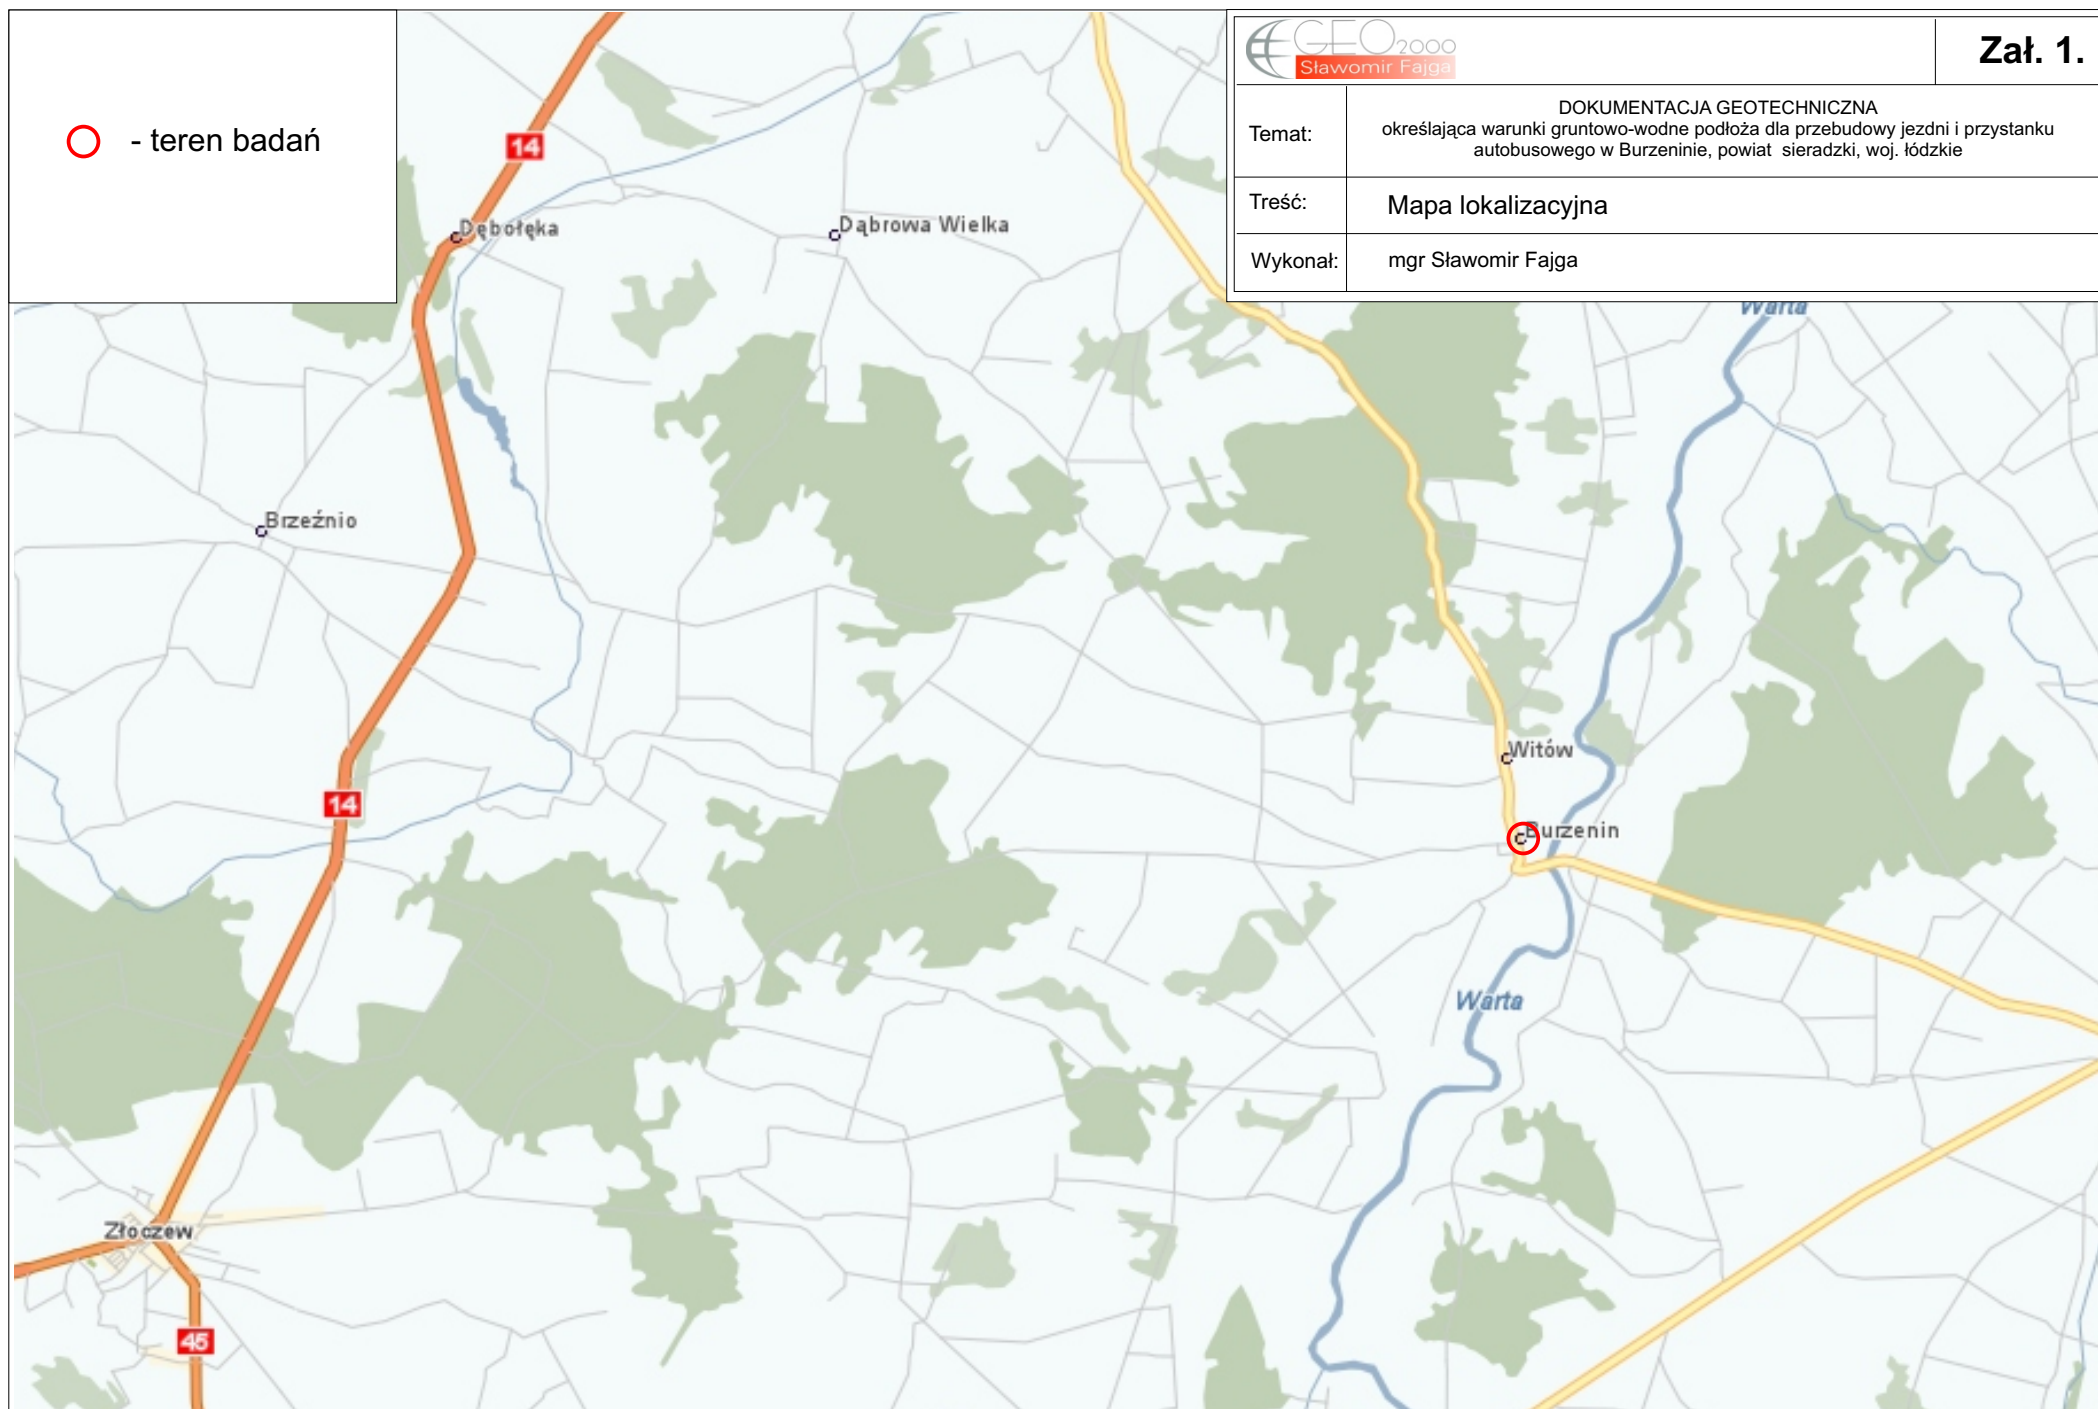 - teren badań
GEO 2000
Sławomir Fajga
Zał. 1.
Temat:
DOKUMENTACJA GEOTECHNICZNA
określająca warunki gruntowo-wodne podłoża dla przebudowy jezdni i przystanku
autobusowego w Burzeninie, powiat sieradzki, woj. łódzkie
Treść:
Mapa lokalizacyjna
Wykonał:
mgr Sławomir Fajga
14
Dębołęka
Dąbrowa Wielka
Warta
Brzeźnio
Witów
14
Burzenin
Warta
Złoczew
45